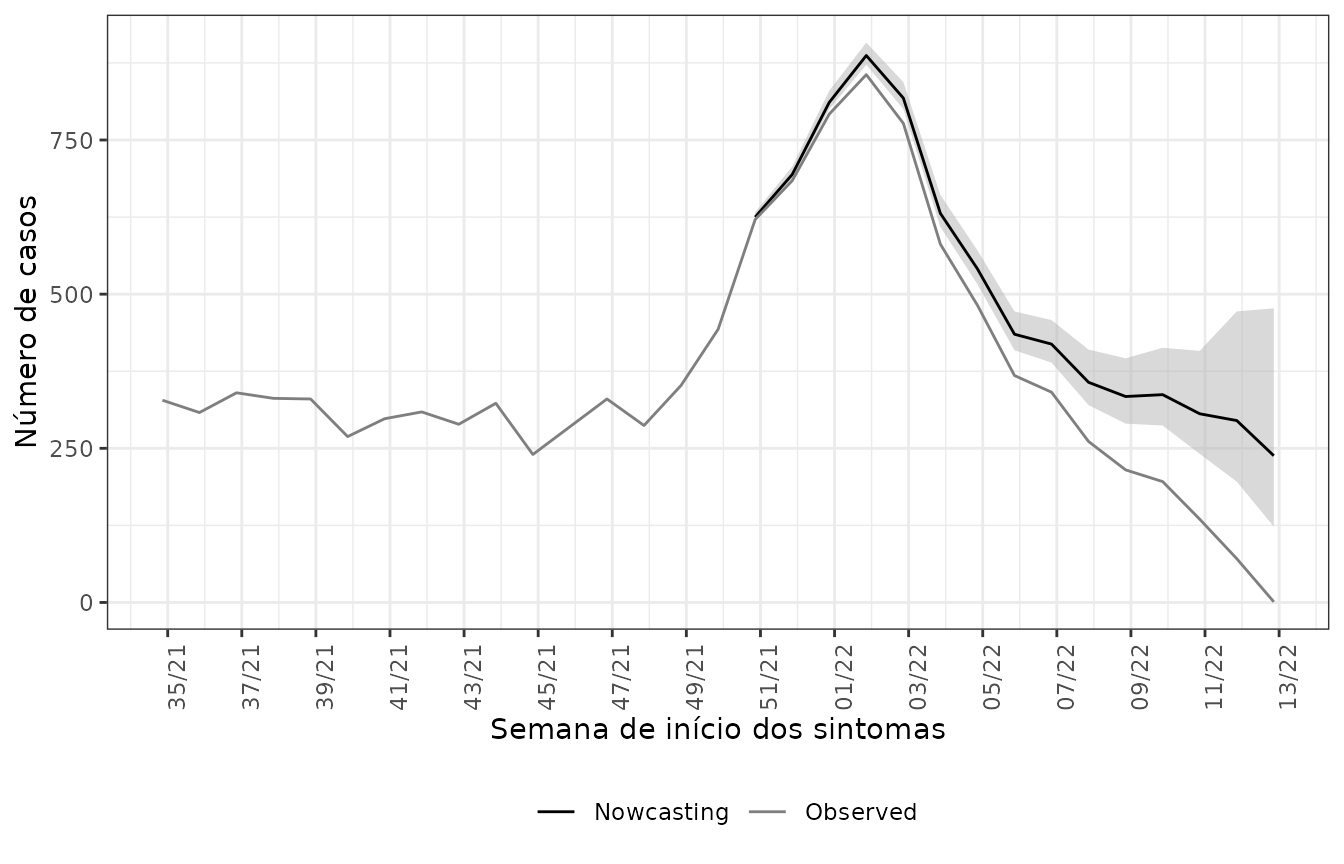 Número de casos
750
500
250
0
35/21 37/21 39/21 41/21 43/21 45/21 47/21 49/21 51/21 01/22 03/22 05/22 07/22 09/22 11/22 13/22
Semana de início dos sintomas
Nowcasting Observed